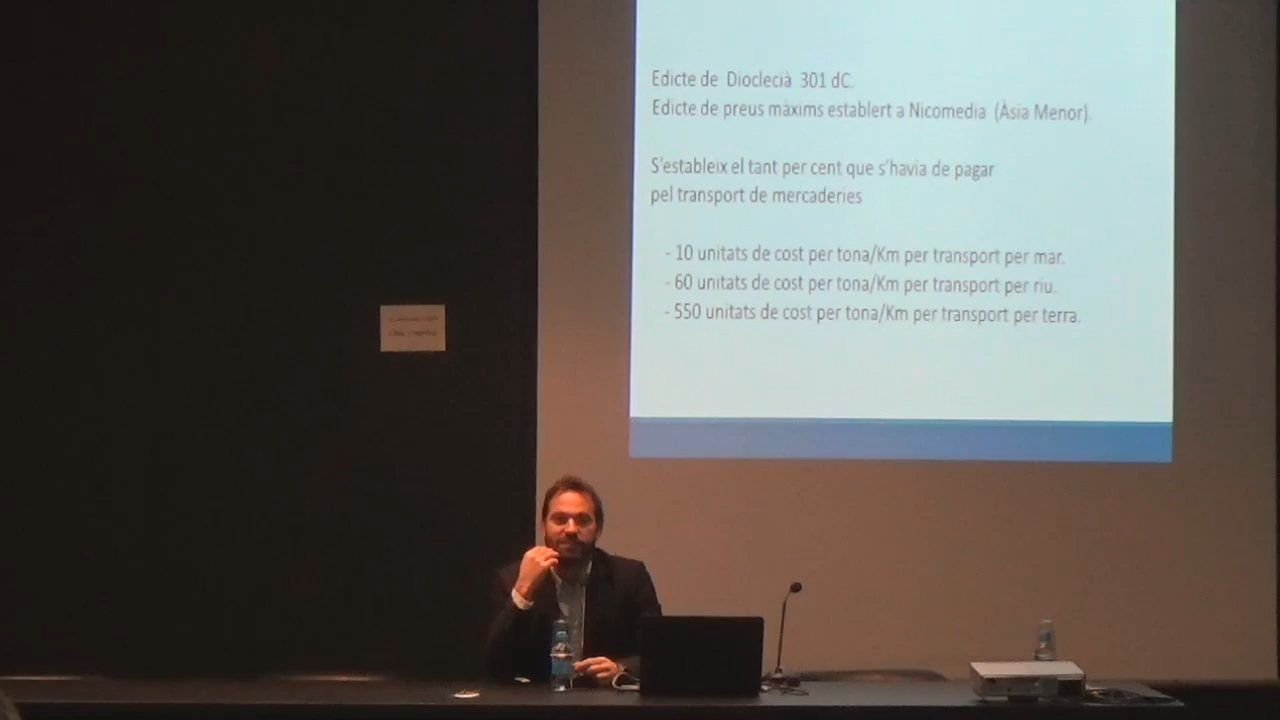 Edicte de Dioclecià 301 dC.
Edicte de preus màxims establert a Nicomedia (Àsia Menor).
S'estableix el tant per cent que s'havia de pagar
pel transport de mercaderies
- 10 unitats de cost per tona/Km per transport per mar.
- 60 unitats de cost per tona/Km per transport per riu.
- 550 unitats de cost per tona/Km per transport per terra.